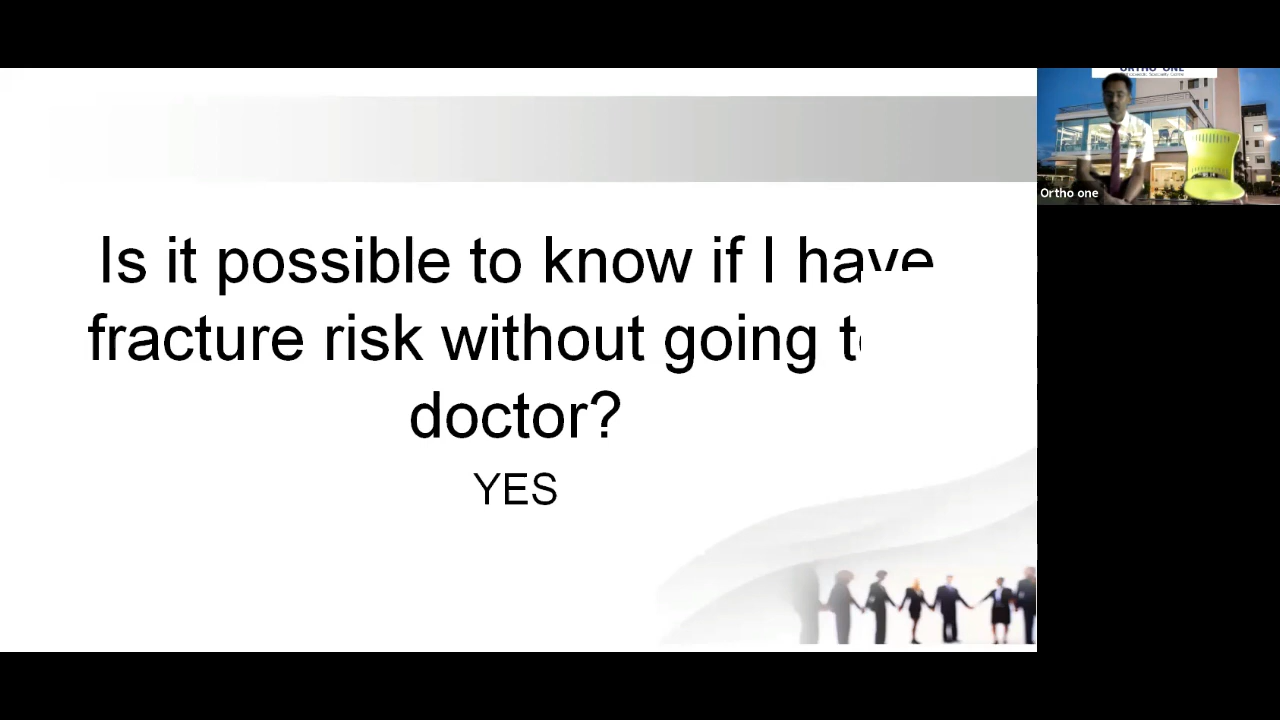 Is it possible to know if I have
fracture risk without going
doctor?
YES
Ortho one